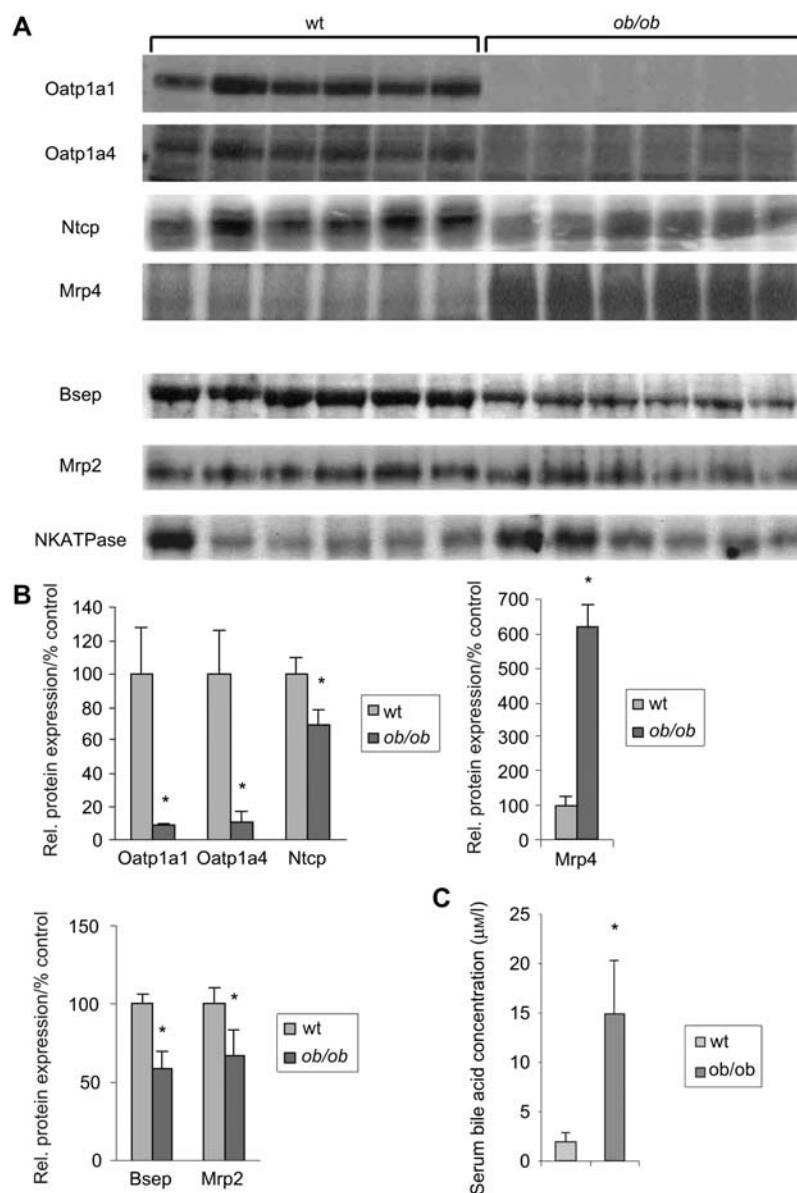 A
wt
ob/ob
Oatp1a1
Oatp1a4
Ntcp
Mrp4
Bsep
Mrp2
NKATPase
B
Rel. protein expression/% control
140
120
100
80
60
40
20
0
*
*
*
Oatp1a1
Oatp1a4
Ntcp
wt
ob/ob
Rel. protein expression/% control
700
600
500
400
300
200
100
0
*
Mrp4
wt
ob/ob
Rel. protein expression/% control
150
100
50
0
*
*
Bsep
Mrp2
wt
ob/ob
C
Serum bile acid concentration (μM/l)
25
20
15
10
5
0
*
wt
ob/ob